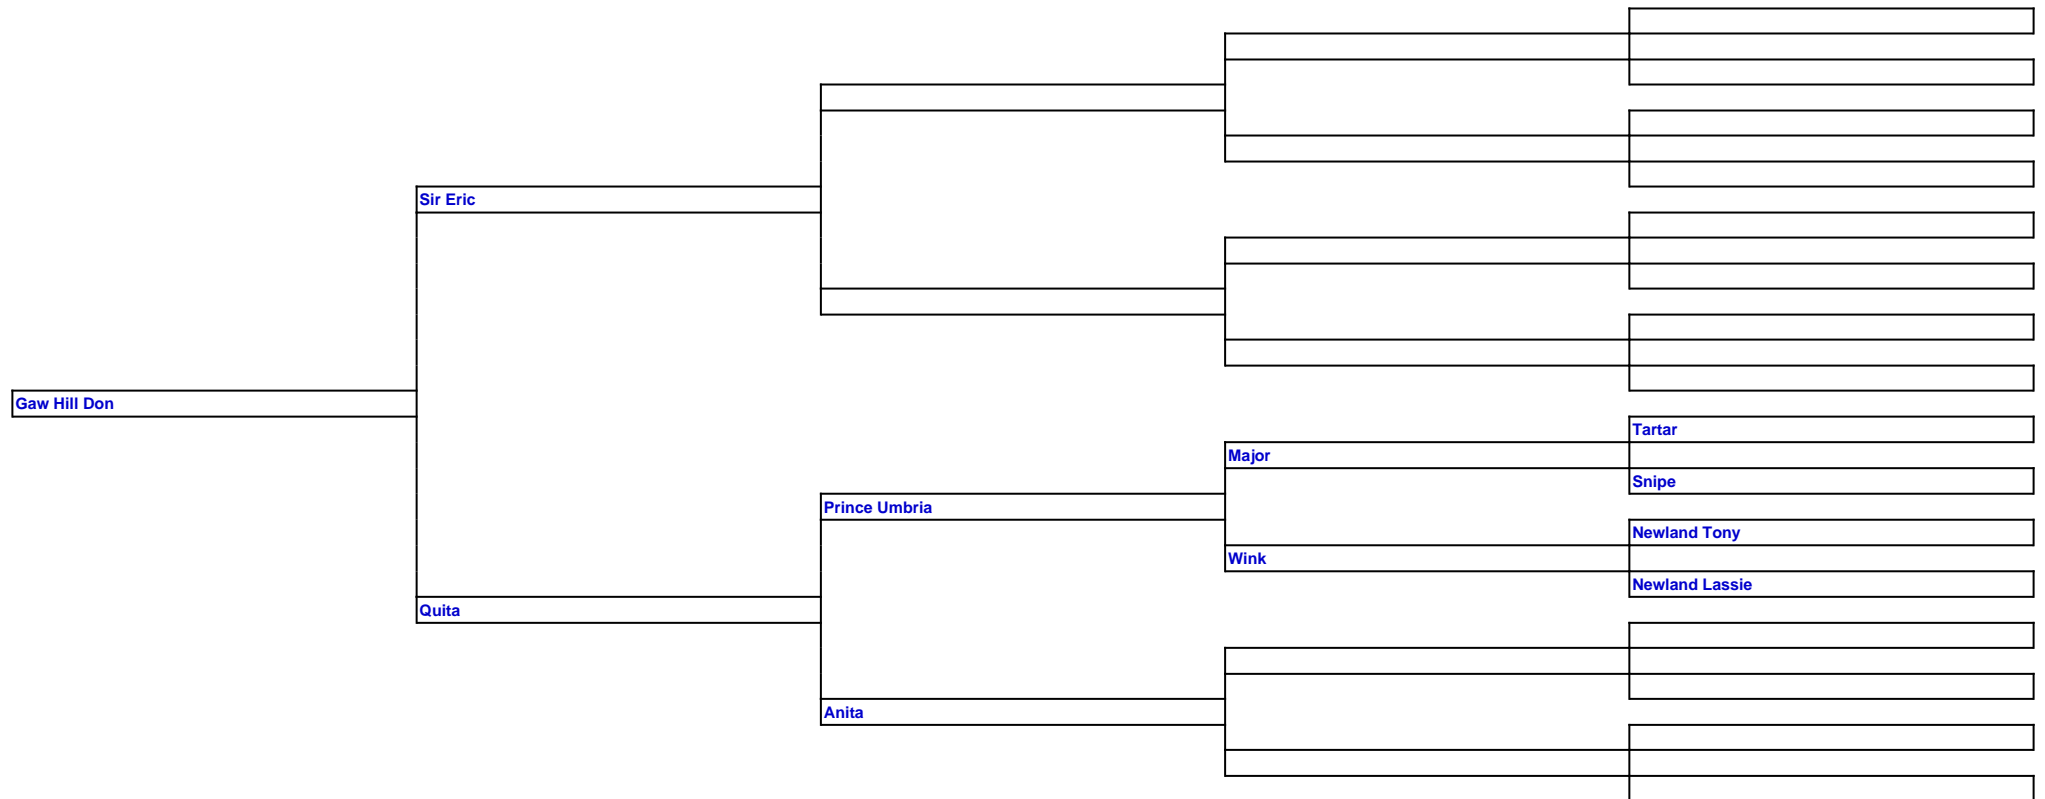 Sir Eric
Gaw Hill Don
Tartar
Major
Snipe
Prince Umbria
Newland Tony
Wink
Newland Lassie
Quita
Anita